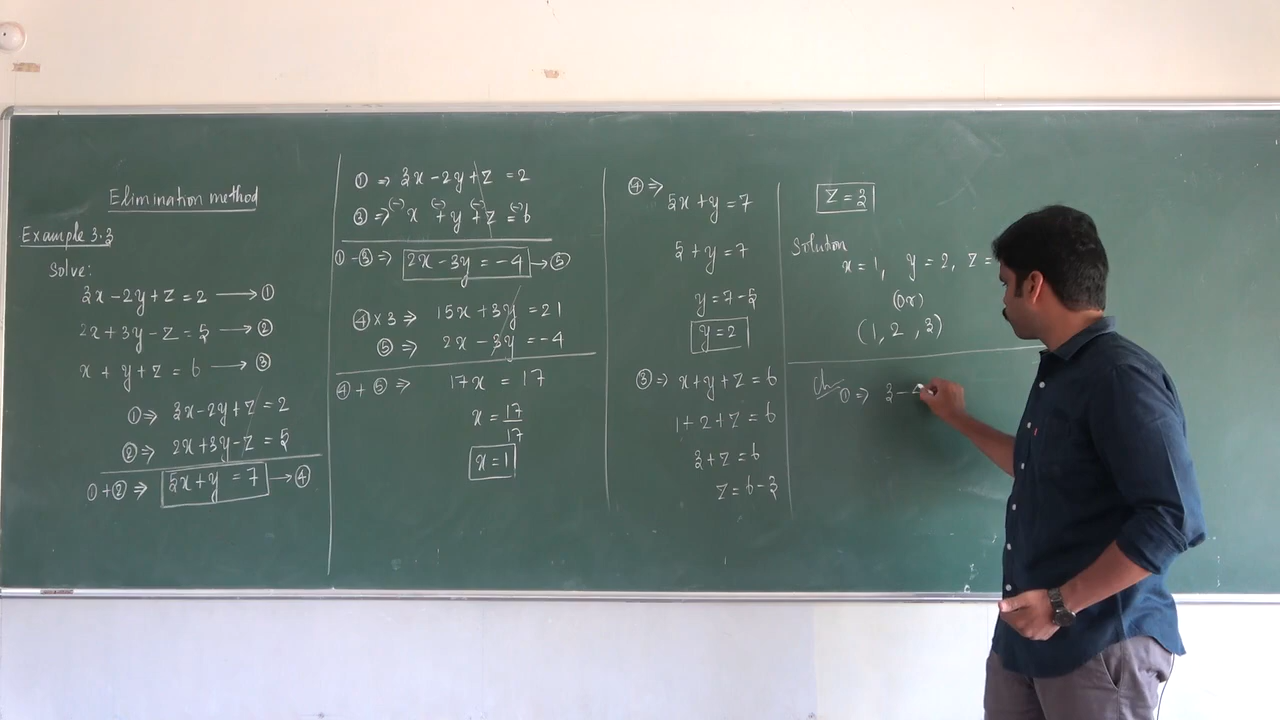 Elimination method
Example 3.3
Solve:
3x-2y+z=2 → ①
2x+3y-z=5 → ②
x+y+z=6 → ③
① ⇒ 3x-2y+z=2
② ⇒ 2x+3y-z=5
①+② ⇒ 5x+y=7 → ④
① ⇒ 3x-2y+z=2
③ ⇒ (-) x (-)+ y (-)+ z (-)= 6
①-③ ⇒ 2x-3y=-4 → ⑤
④×3 ⇒ 15x+3y=21
⑤ ⇒ 2x-3y=-4
④+⑤ ⇒ 17x = 17
x = 17/17
x=1
④ ⇒
5x+y=7
5+y=7
y=7-5
y=2
③ ⇒ x+y+z=6
1+2+z=6
3+z=6
z=6-3
z=3
Solution
x=1, y=2, z=
(or)
(1, 2, 3)
① ⇒ 3-4